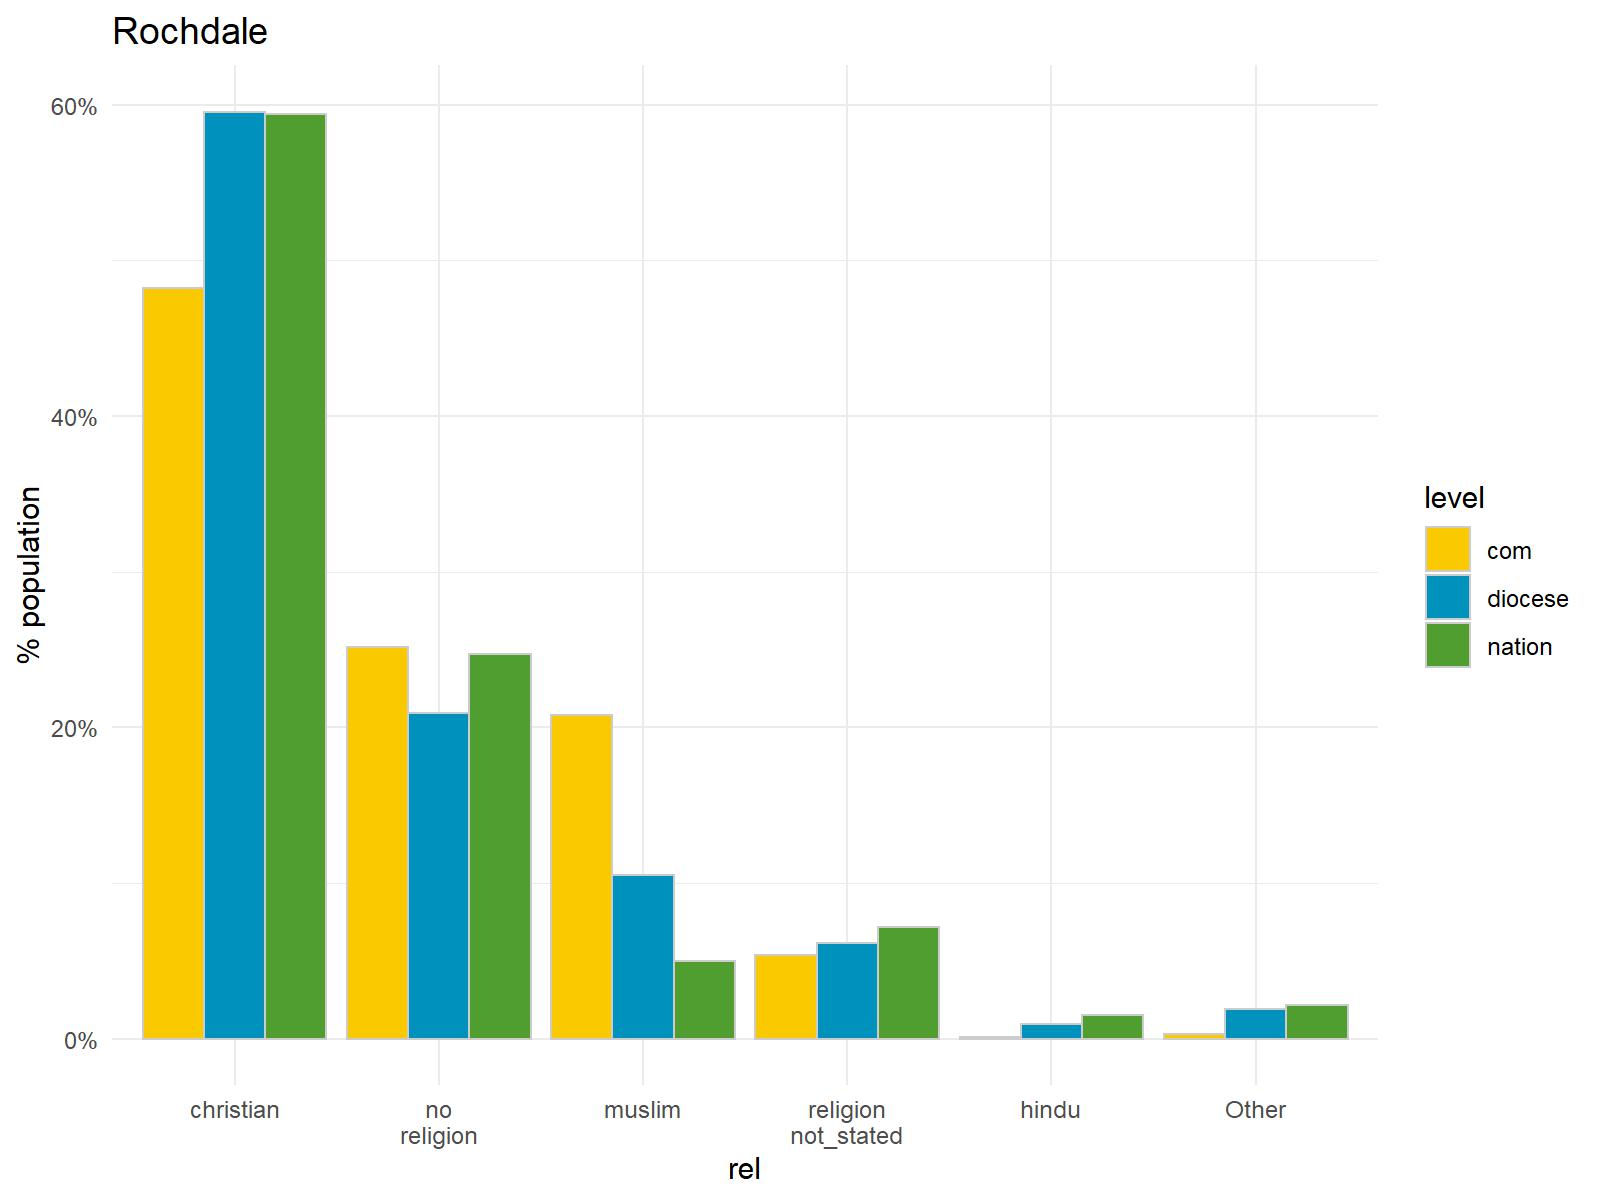 Rochdale
60%
40%
20%
0%
% population
christian
no
religion
muslim
religion
not_stated
hindu
Other
rel
level
com
diocese
nation